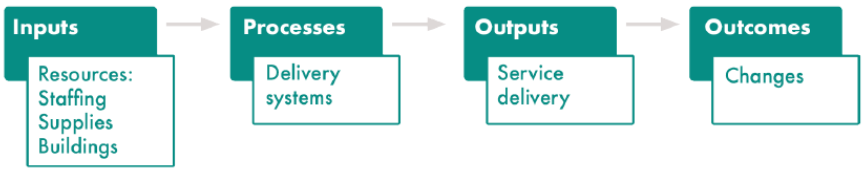 Inputs
Resources:
Staffing
Supplies
Buildings
Processes
Delivery
systems
Outputs
Service
delivery
Outcomes
Changes